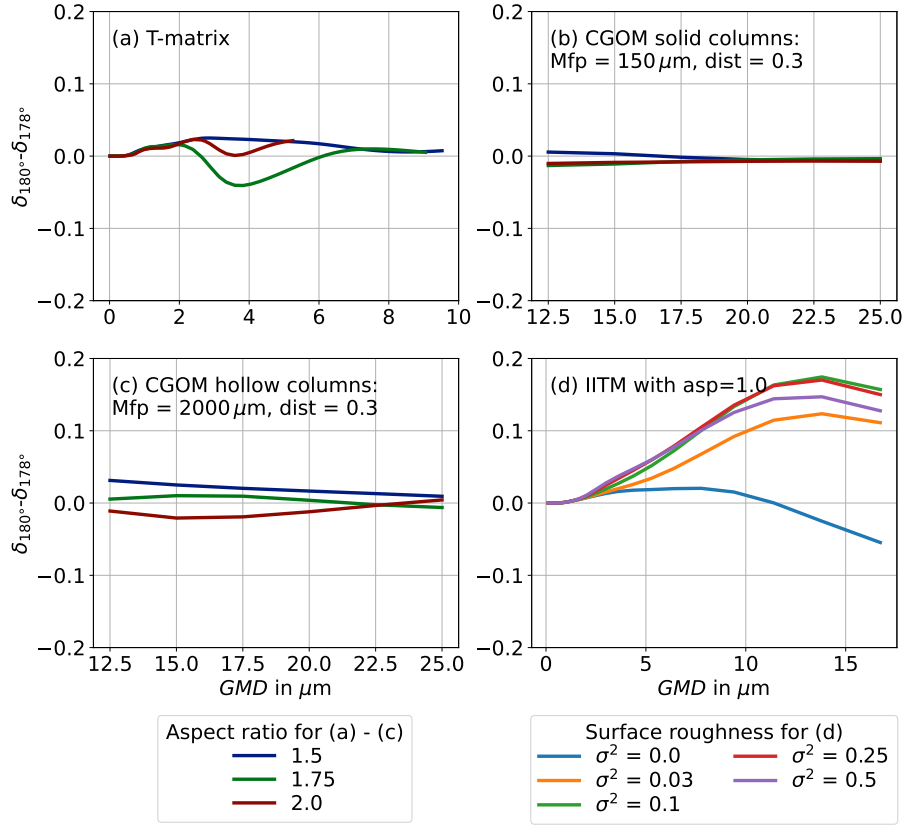 (a) T-matrix
0.2
0.1
0.0
−0.1
−0.2
δ180°-δ178°
0 2 4 6 8 10
(b) CGOM solid columns:
Mfp = 150 μm, dist = 0.3
0.2
0.1
0.0
−0.1
−0.2
12.5 15.0 17.5 20.0 22.5 25.0
(c) CGOM hollow columns:
Mfp = 2000 μm, dist = 0.3
0.2
0.1
0.0
−0.1
−0.2
δ180°-δ178°
12.5 15.0 17.5 20.0 22.5 25.0
GMD in μm
(d) IITM with asp=1.0
0.2
0.1
0.0
−0.1
−0.2
0 5 10 15
GMD in μm
Aspect ratio for (a) - (c)
1.5
1.75
2.0
Surface roughness for (d)
σ² = 0.0
σ² = 0.03
σ² = 0.1
σ² = 0.25
σ² = 0.5